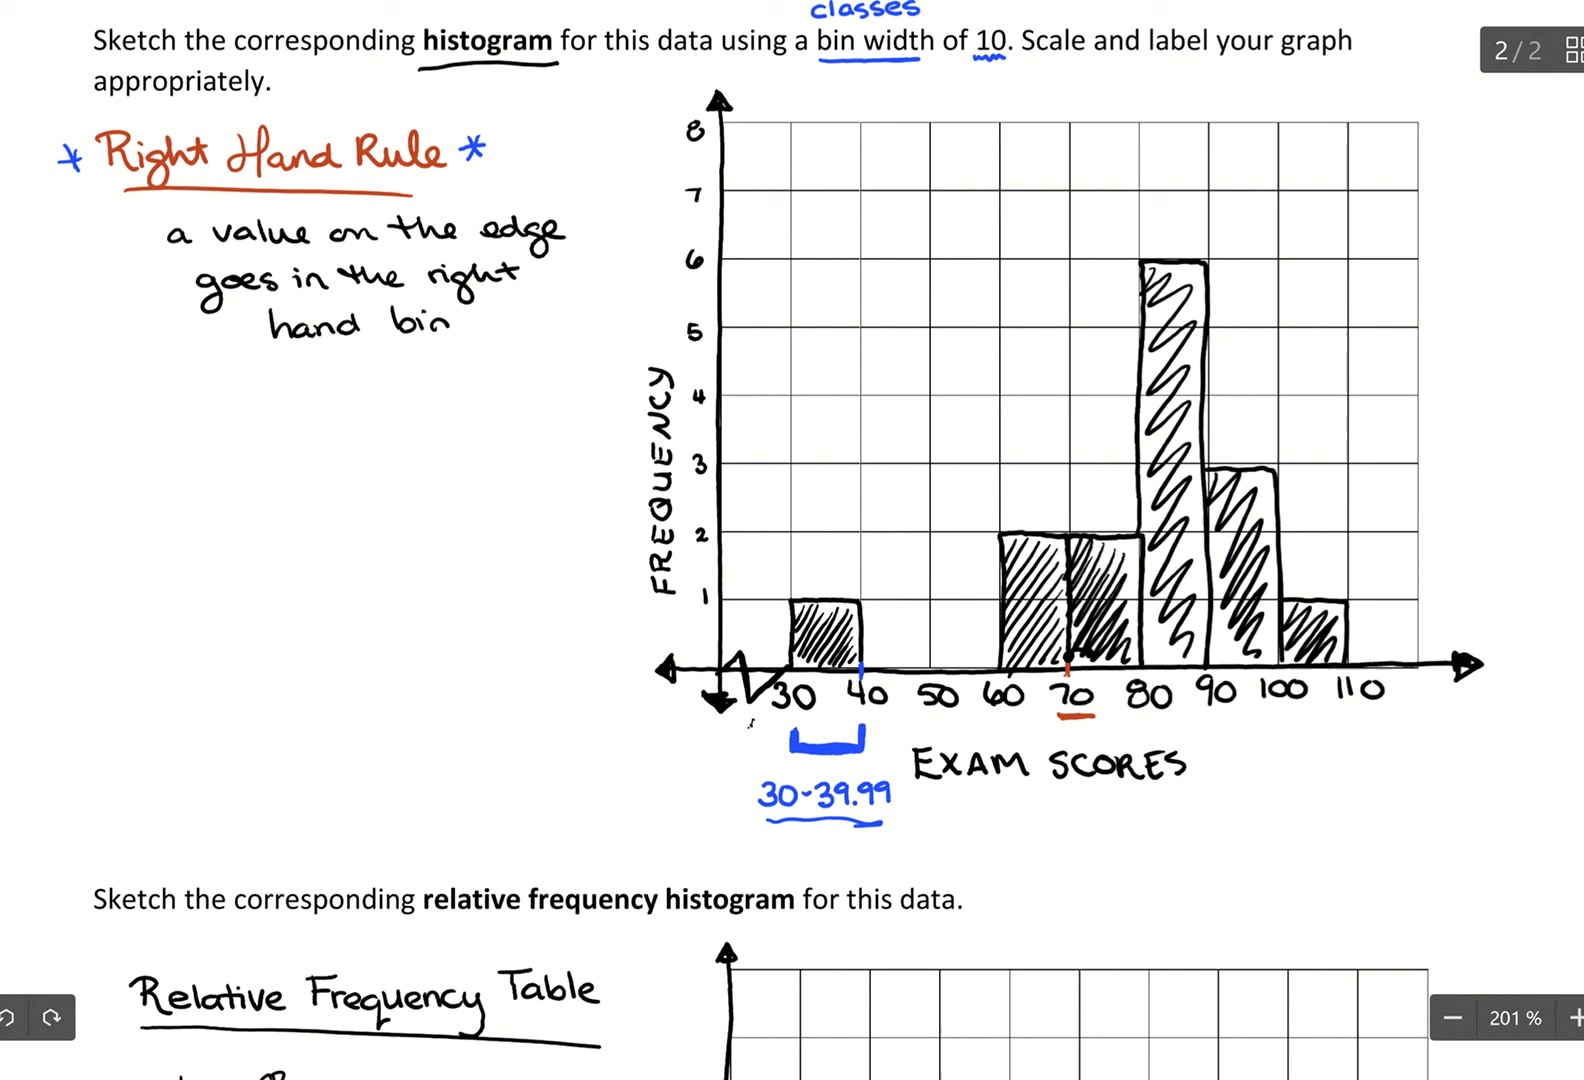 classes
Sketch the corresponding histogram for this data using a bin width of 10. Scale and label your graph
appropriately.
2 / 2
* Right Hand Rule *
a value on the edge
goes in the right
hand bin
8
7
6
5
4
3
2
1
FREQUENCY
30 40 50 60 70 80 90 100 110
EXAM SCORES
30-39.99
Sketch the corresponding relative frequency histogram for this data.
Relative Frequency Table
201 %